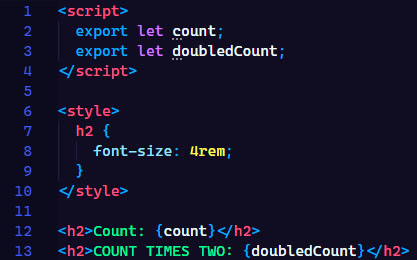 1 <script>
2   export let count;
3   export let doubledCount;
4 </script>
5
6 <style>
7   h2 {
8     font-size: 4rem;
9   }
10 </style>
11
12 <h2>Count: {count}</h2>
13 <h2>COUNT TIMES TWO: {doubledCount}</h2>